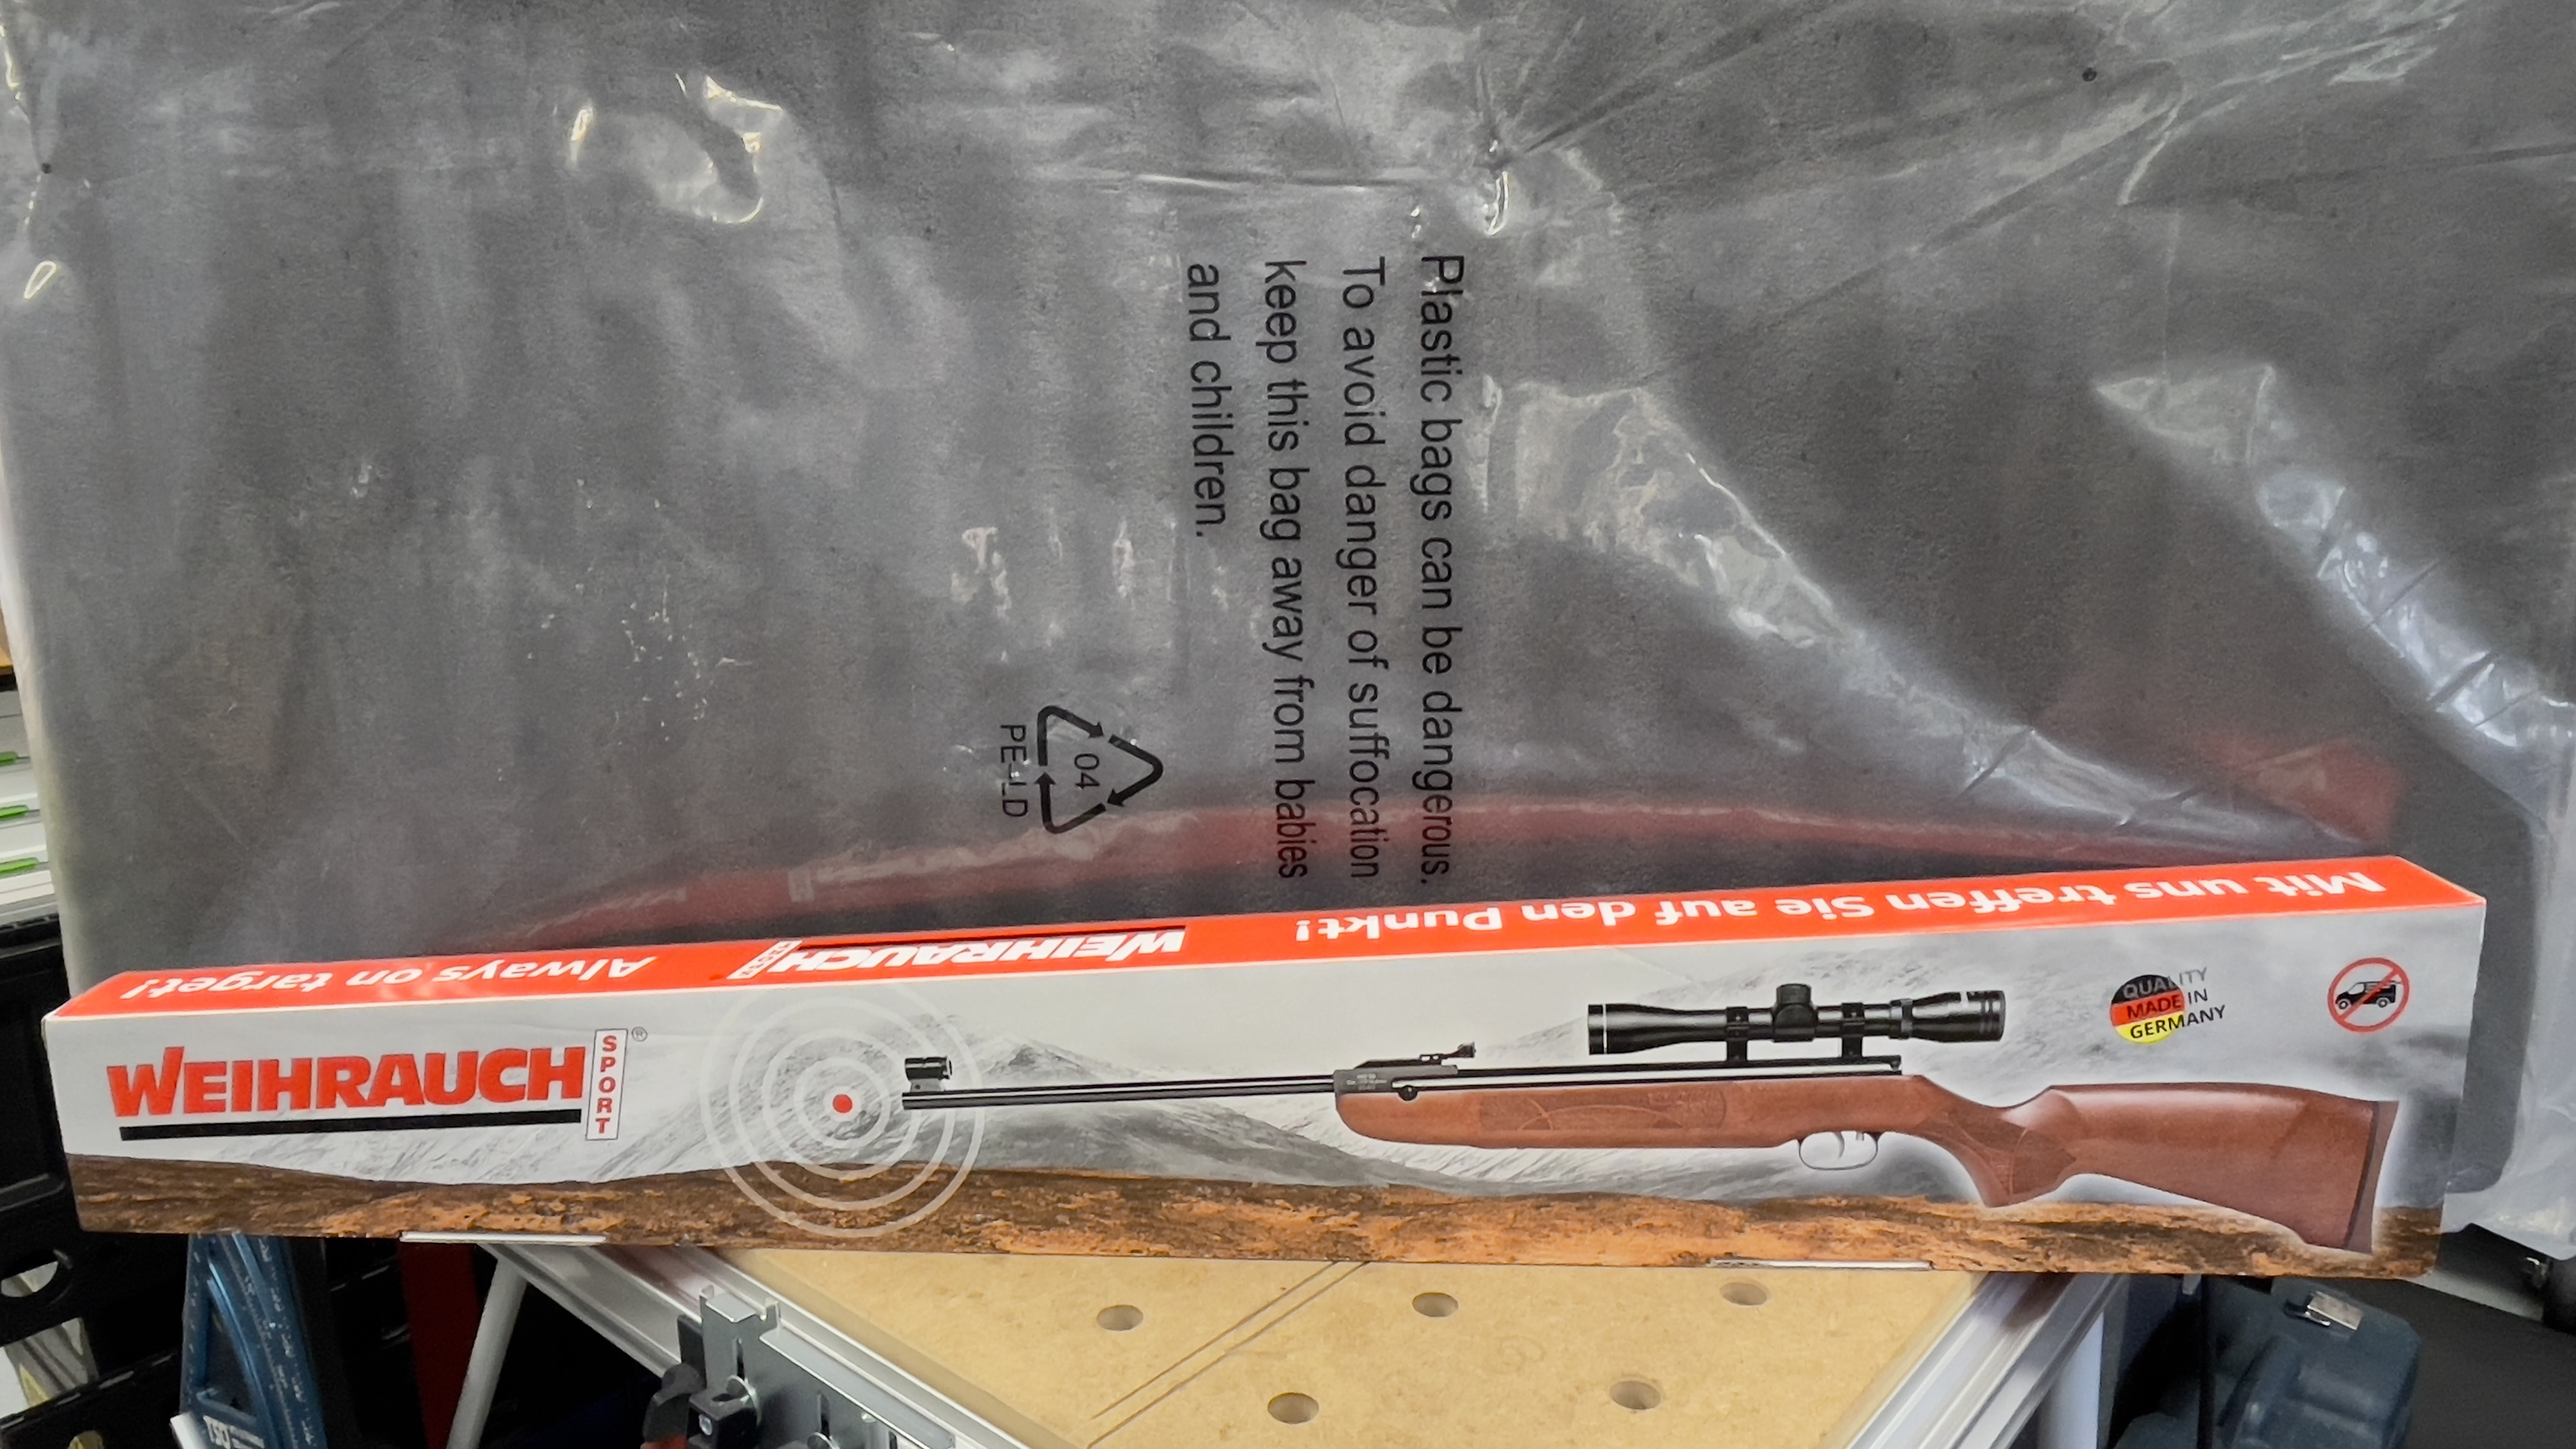 Plastic bags can be dangerous.
To avoid danger of suffocation
keep this bag away from babies
and children.
04
PE-LD
Mit uns treffen Sie auf den Punkt!
WEIHRAUCH
SPORT
Always on target!
WEIHRAUCH
SPORT
®
QUALITY
MADE IN
GERMANY